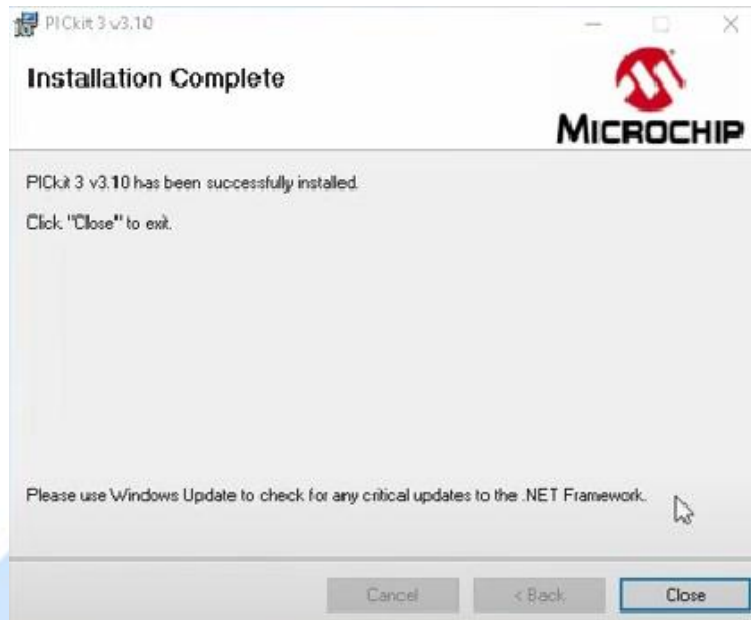 PICkit 3 v3.10
Installation Complete
MICROCHIP
PICkit 3 v3.10 has been successfully installed.
Click "Close" to exit.
Please use Windows Update to check for any critical updates to the .NET Framework.
Cancel
< Back
Close